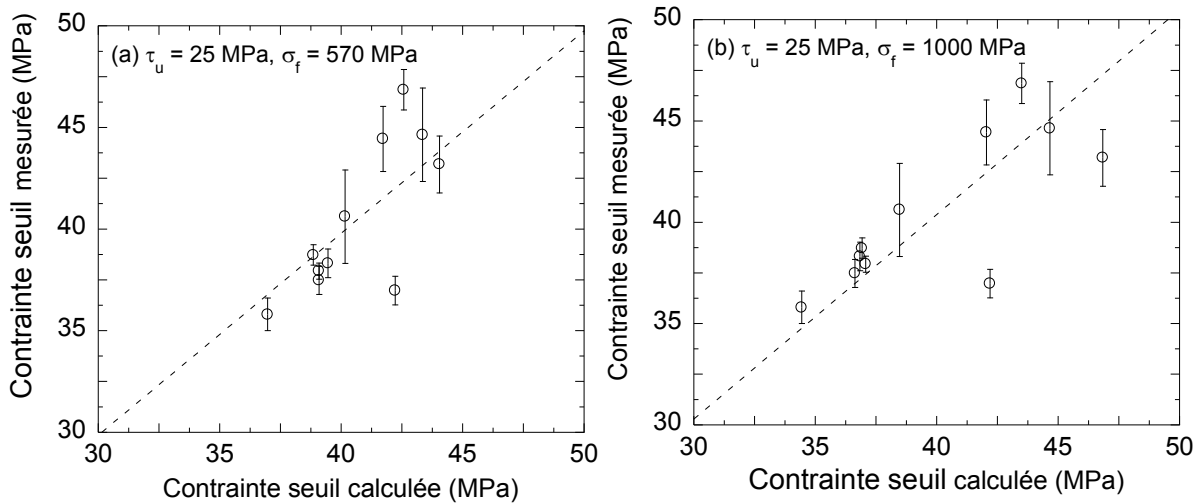 (a) τu = 25 MPa, σf = 570 MPa
Contrainte seuil mesurée (MPa)
50
45
40
35
30
30 35 40 45 50
Contrainte seuil calculée (MPa)
(b) τu = 25 MPa, σf = 1000 MPa
Contrainte seuil mesurée (MPa)
50
45
40
35
30
30 35 40 45 50
Contrainte seuil calculée (MPa)